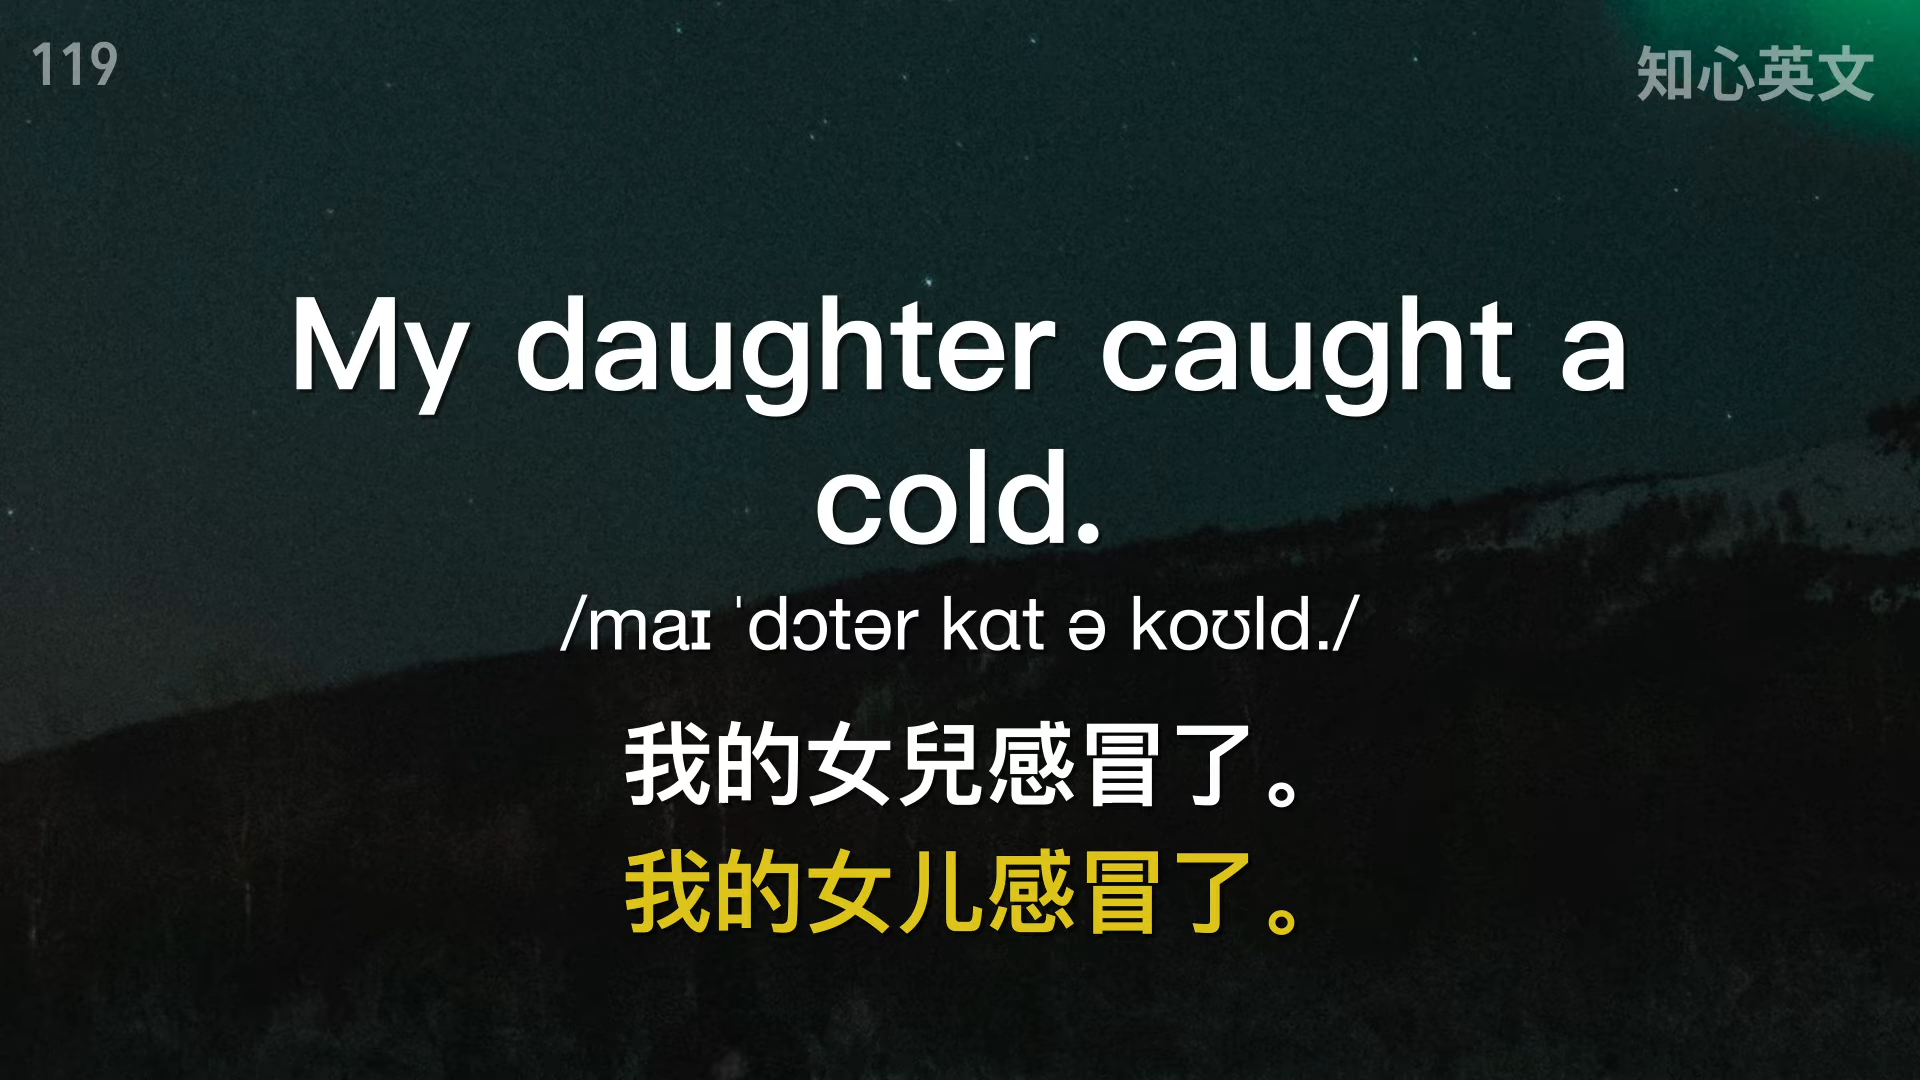 119
知心英文
My daughter caught a
cold.
/maɪ ˈdɔtər kɑt ə koʊld./
我的女兒感冒了。
我的女儿感冒了。